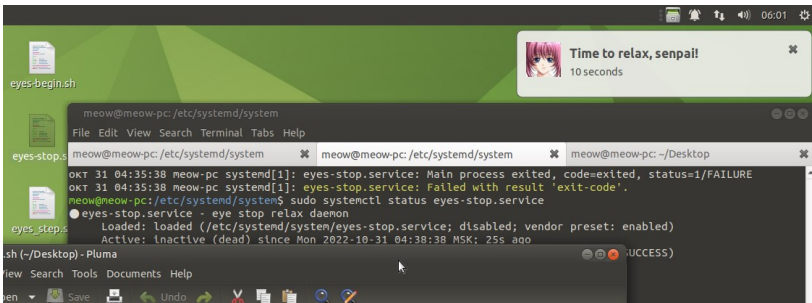 06:01
Time to relax, senpai!
10 seconds
eyes-begin.sh
meow@meow-pc: /etc/systemd/system
File Edit View Search Terminal Tabs Help
eyes-stop.s
meow@meow-pc: /etc/systemd/system
meow@meow-pc: /etc/systemd/system
meow@meow-pc: ~/Desktop
окт 31 04:35:38 meow-pc systemd[1]: eyes-stop.service: Main process exited, code=exited, status=1/FAILURE
окт 31 04:35:38 meow-pc systemd[1]: eyes-stop.service: Failed with result 'exit-code'.
meow@meow-pc:/etc/systemd/system$ sudo systemctl status eyes-stop.service
eyes-stop.service - eye stop relax daemon
eyes_step.s
Loaded: loaded (/etc/systemd/system/eyes-stop.service; disabled; vendor preset: enabled)
Active: inactive (dead) since Mon 2022-10-31 04:38:38 MSK; 25s ago
.sh (~/Desktop) - Pluma
SUCCESS)
View Search Tools Documents Help
pen Save Undo